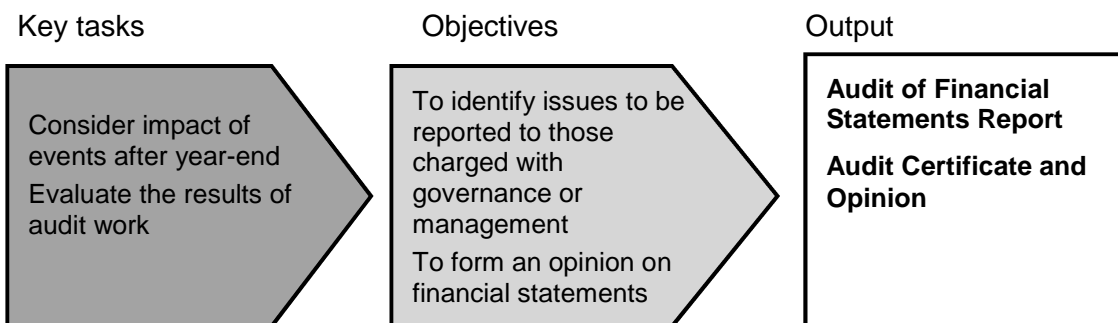 Key tasks
Consider impact of
events after year-end
Evaluate the results of
audit work
Objectives
To identify issues to be
reported to those
charged with
governance or
management
To form an opinion on
financial statements
Output
Audit of Financial
Statements Report
Audit Certificate and
Opinion